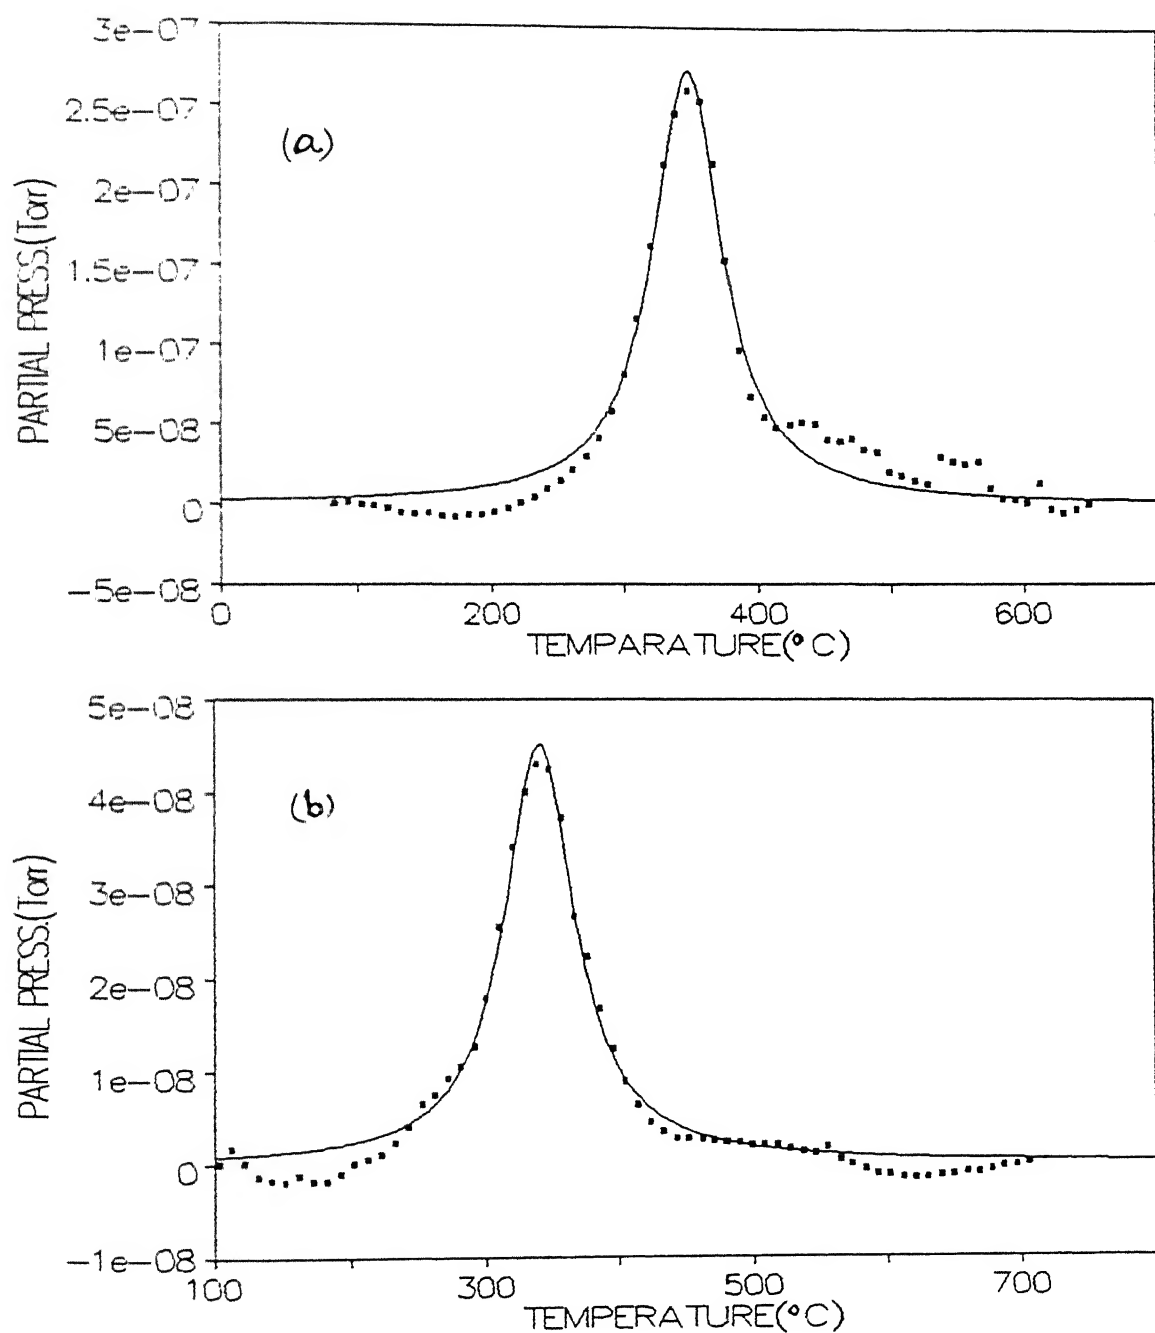 3e-07
2.5e-07
2e-07
1.5e-07
1e-07
5e-08
0
-5e-08
PARTIAL PRESS.(Torr)
(a)
0 200 400 600
TEMPARATURE(°C)
5e-08
4e-08
3e-08
2e-08
1e-08
0
-1e-08
PARTIAL PRESS.(Torr)
(b)
100 300 500 700
TEMPERATURE(°C)